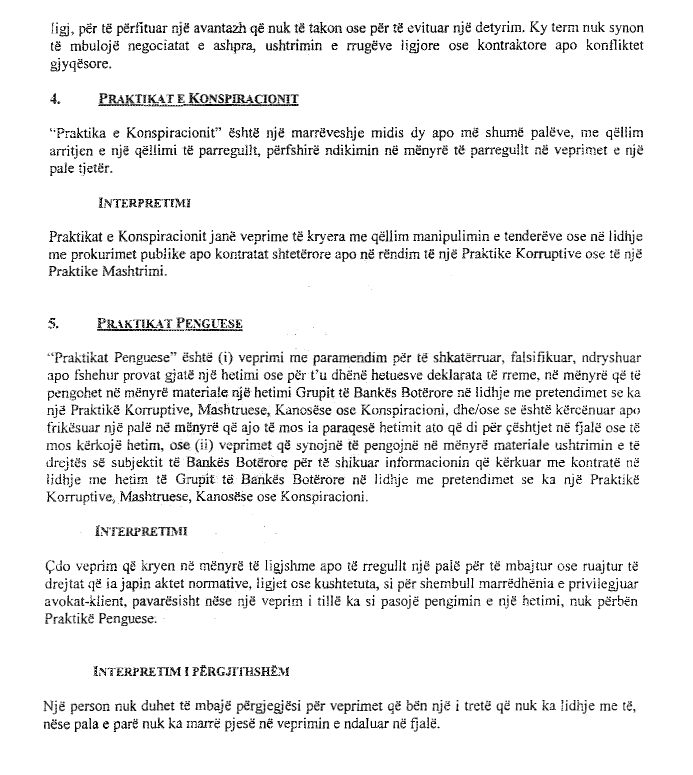 ligj, për të përfituar një avantazh që nuk të takon ose për të evituar një detyrim. Ky term nuk synon
të mbulojë negociatat e ashpra, ushtrimin e rrugëve ligjore ose kontraktore apo konfliktet
gjyqësore.
4. PRAKTIKAT E KONSPIRACIONIT
“Praktika e Konspiracionit” është një marrëveshje midis dy apo më shumë palëve, me qëllim
arritjen e një qëllimi të parregullt, përfshirë ndikimin në mënyrë të parregullt në veprimet e një
pale tjetër.
INTERPRETIMI
Praktikat e Konspiracionit janë veprime të kryera me qëllim manipulimin e tenderëve ose në lidhje
me prokurimet publike apo kontratat shtetërore apo në rëndim të një Praktike Korruptive ose të një
Praktike Mashtrimi.
5. PRAKTIKAT PENGUESE
“Praktikat Penguese” është (i) veprimi me paramendim për të shkatërruar, falsifikuar, ndryshuar
apo fshehur provat gjatë një hetimi ose për t’u dhënë hetuesve deklarata të rreme, në mënyrë që të
pengohet në mënyrë materiale një hetimi Grupit të Bankës Botërore në lidhje me pretendimet se ka
një Praktikë Korruptive, Mashtruese, Kanosëse ose Konspiracioni, dhe/ose se është kërcënuar apo
frikësuar një palë në mënyrë që ajo të mos ia paraqesë hetimit ato që di për çështjet në fjalë ose të
mos kërkojë hetim, ose (ii) veprimet që synojnë të pengojnë në mënyrë materiale ushtrimin e të
drejtës së subjektit të Bankës Botërore për të shikuar informacionin që kërkuar me kontratë në
lidhje me hetim të Grupit të Bankës Botërore në lidhje me pretendimet se ka një Praktikë
Korruptive, Mashtruese, Kanosëse ose Konspiracioni.
INTERPRETIMI
Çdo veprim që kryen në mënyrë të ligjshme apo të rregullt një palë për të mbajtur ose ruajtur të
drejtat që ia japin aktet normative, ligjet ose kushtetuta, si për shembull marrëdhënia e privilegjuar
avokat-klient, pavarësisht nëse një veprim i tillë ka si pasojë pengimin e një hetimi, nuk përbën
Praktikë Penguese.
INTERPRETIM I PËRGJITHSHËM
Një person nuk duhet të mbajë përgjegjësi për veprimet që bën një i tretë që nuk ka lidhje me të,
nëse pala e parë nuk ka marrë pjesë në veprimin e ndaluar në fjalë.